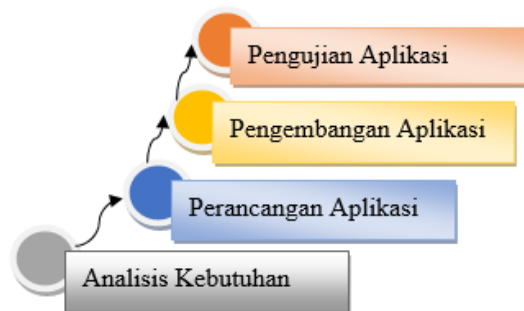 Pengujian Aplikasi
Pengembangan Aplikasi
Perancangan Aplikasi
Analisis Kebutuhan